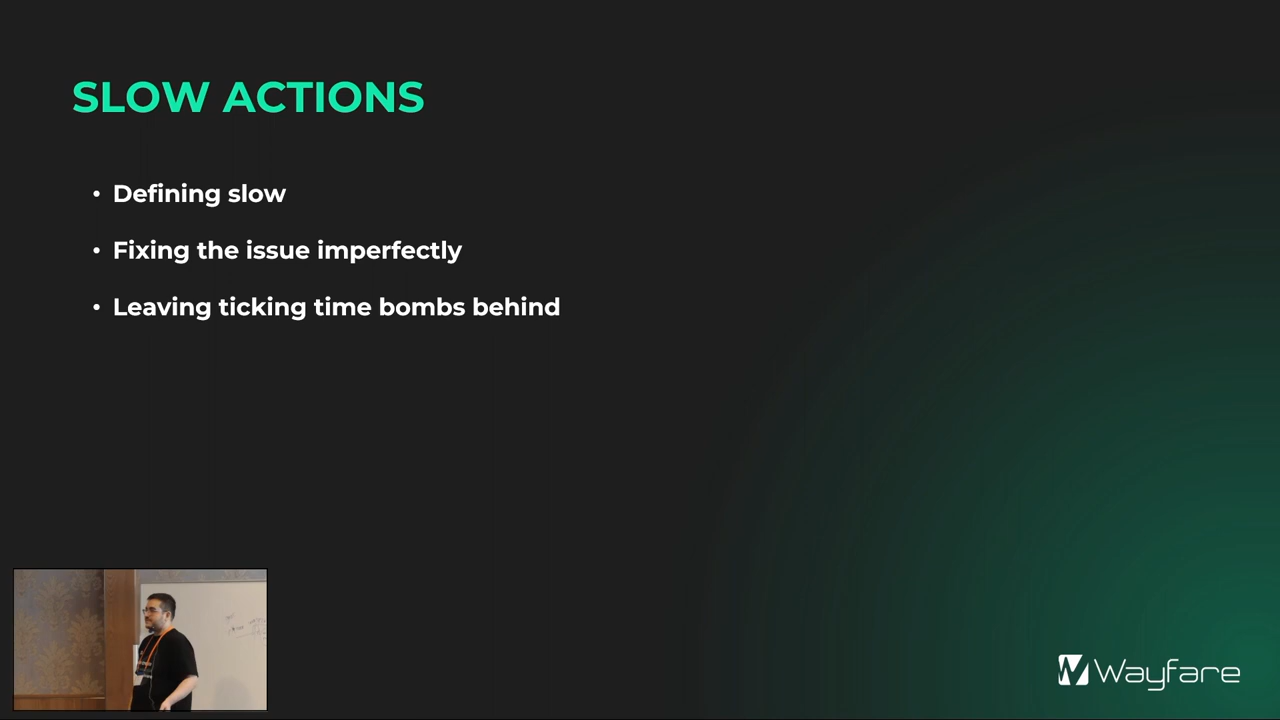 SLOW ACTIONS
• Defining slow
• Fixing the issue imperfectly
• Leaving ticking time bombs behind
Wayfare